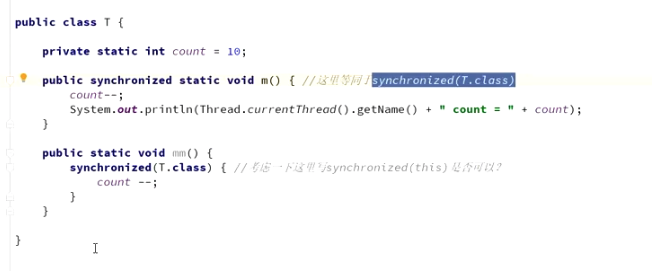 public class T {
private static int count = 10;
public synchronized static void m() { //这里等同于synchronized(T.class)
count--;
System.out.println(Thread.currentThread().getName() + " count = " + count);
}
public static void mm() {
synchronized(T.class) { //考虑一下这里写synchronized(this)是否可以？
count --;
}
}
}